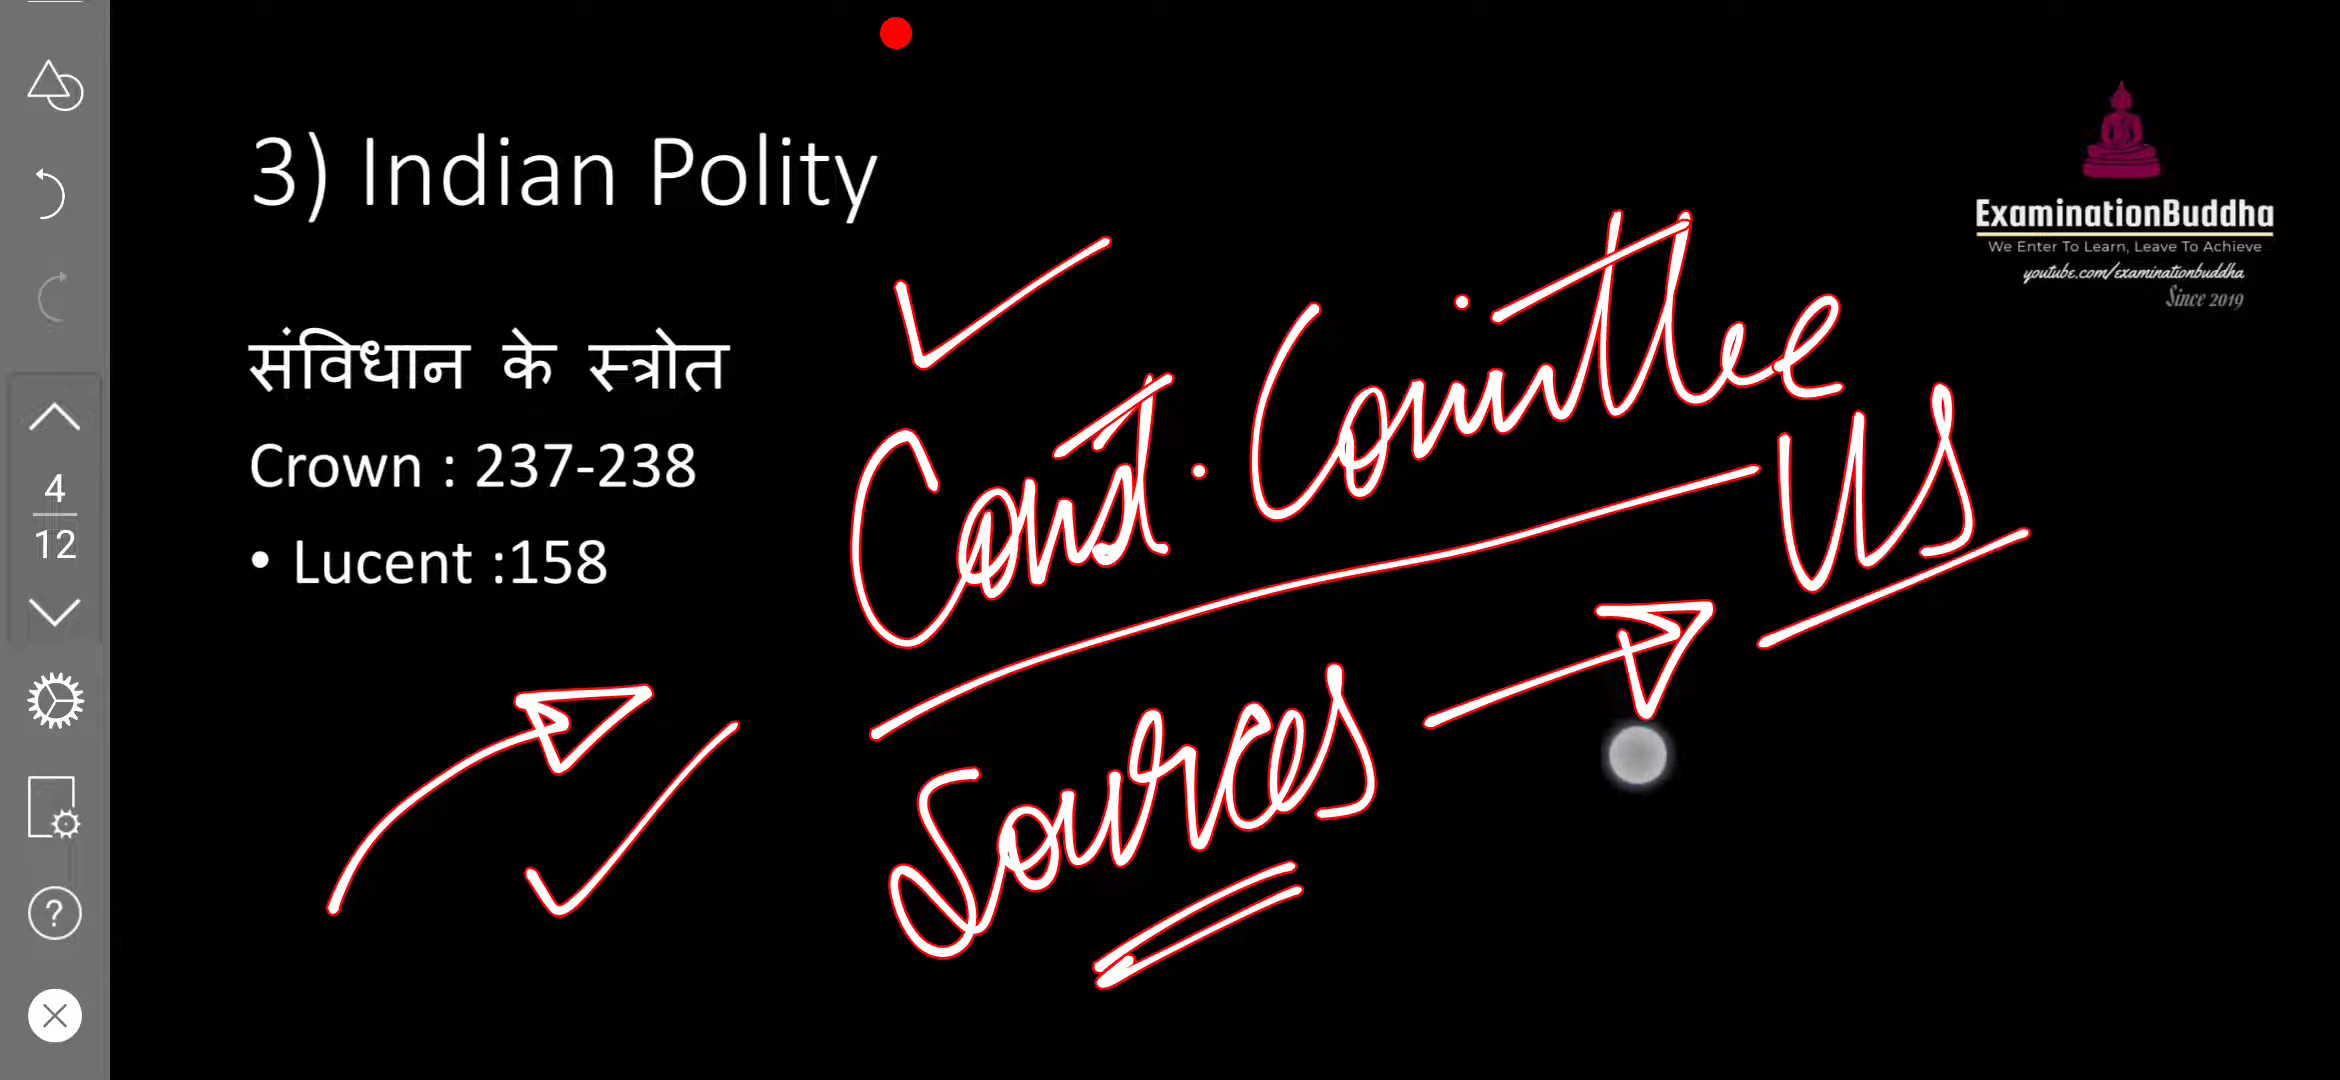 3) Indian Polity
ExaminationBuddha
We Enter To Learn, Leave To Achieve
youtube.com/examinationbuddha
Since 2019
संविधान के स्त्रोत
Crown : 237-238
• Lucent :158
Const. Comittee
US
Sources
4
12
?